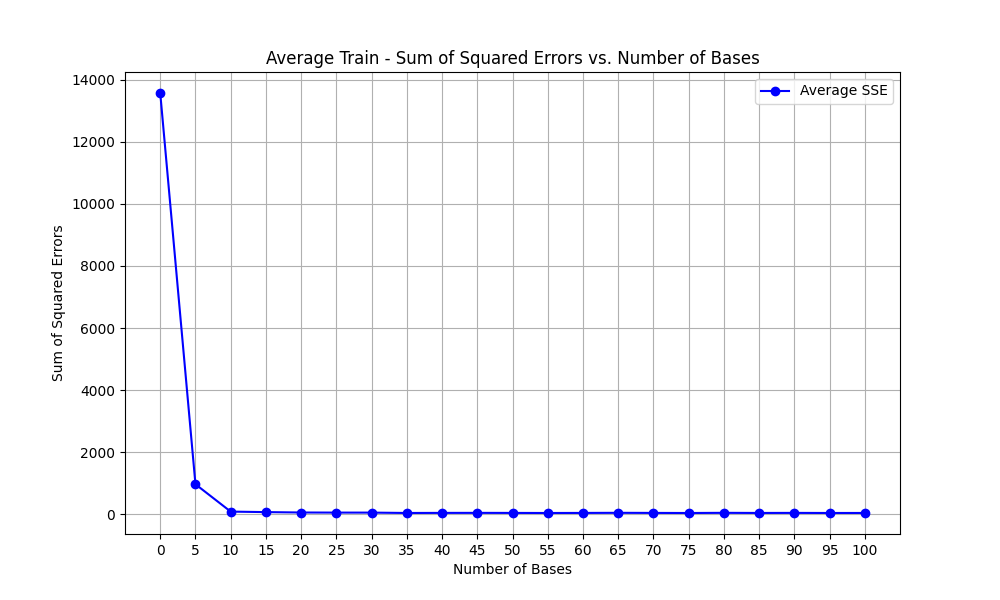 Average Train - Sum of Squared Errors vs. Number of Bases
Average SSE
14000
12000
10000
8000
6000
4000
2000
0
Sum of Squared Errors
0 5 10 15 20 25 30 35 40 45 50 55 60 65 70 75 80 85 90 95 100
Number of Bases